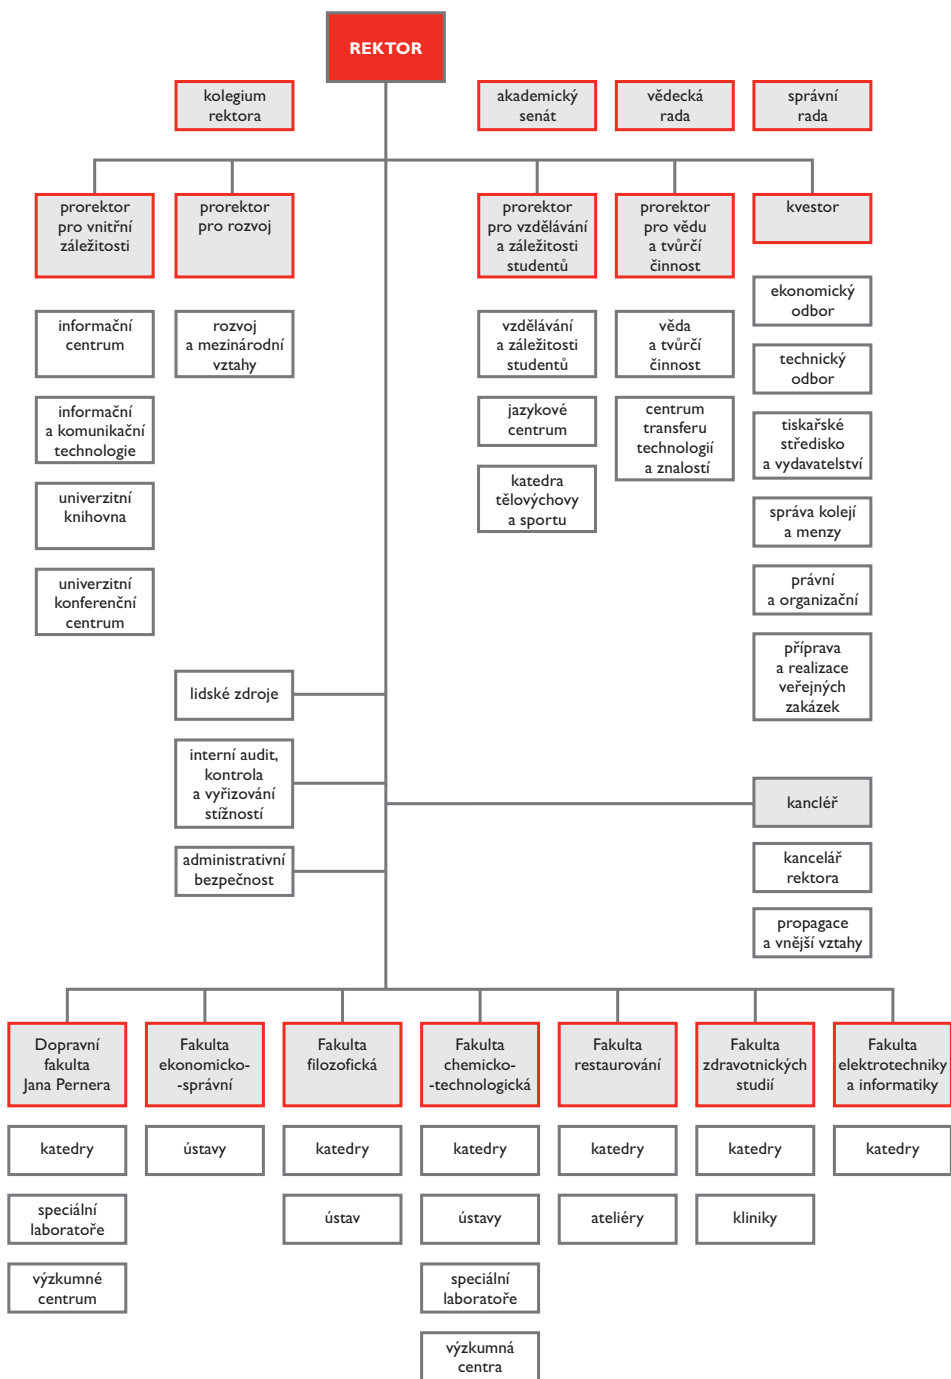 REKTOR
kolegium
rektora
akademický
senát
vědecká
rada
správní
rada
prorektor
pro vnitřní
záležitosti
prorektor
pro rozvoj
prorektor
pro vzdělávání
a záležitosti
studentů
prorektor
pro vědu
a tvůrčí
činnost
kvestor
informační
centrum
informační
a komunikační
technologie
univerzitní
knihovna
univerzitní
konferenční
centrum
rozvoj
a mezinárodní
vztahy
vzdělávání
a záležitosti
studentů
jazykové
centrum
katedra
tělovýchovy
a sportu
věda
a tvůrčí
činnost
centrum
transferu
technologií
a znalostí
ekonomický
odbor
technický
odbor
tiskařské
středisko
a vydavatelství
správa kolejí
a menzy
právní
a organizační
příprava
a realizace
veřejných
zakázek
lidské zdroje
interní audit,
kontrola
a vyřizování
stížností
administrativní
bezpečnost
kancléř
kancelář
rektora
propagace
a vnější vztahy
Dopravní
fakulta
Jana Pernera
katedry
speciální
laboratoře
výzkumné
centrum
Fakulta
ekonomicko-
-správní
ústavy
Fakulta
filozofická
katedry
ústav
Fakulta
chemicko-
-technologická
katedry
ústavy
speciální
laboratoře
výzkumná
centra
Fakulta
restaurování
katedry
ateliéry
Fakulta
zdravotnických
studií
katedry
kliniky
Fakulta
elektrotechniky
a informatiky
katedry